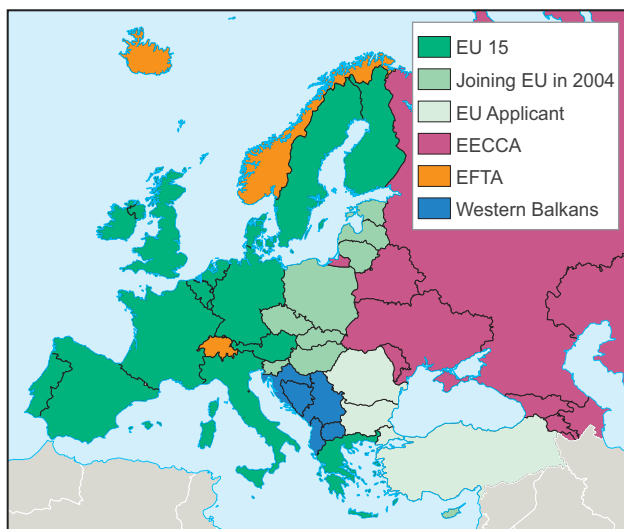 EU 15
Joining EU in 2004
EU Applicant
EECCA
EFTA
Western Balkans